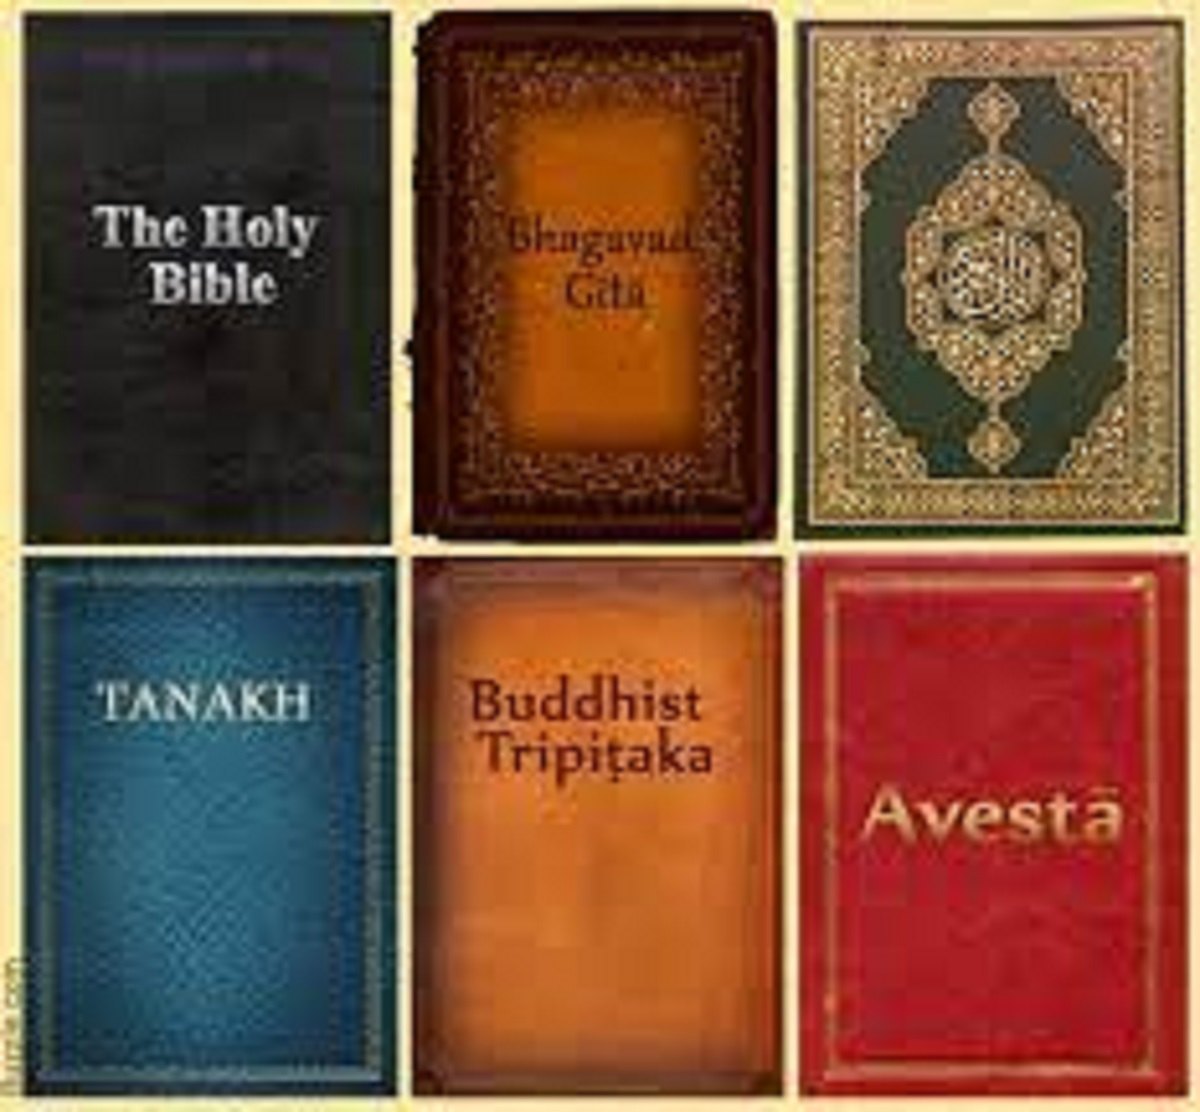 The Holy
Bible
Bhagavad
Gita
TANAKH
Buddhist
Tripiṭaka
Avestā